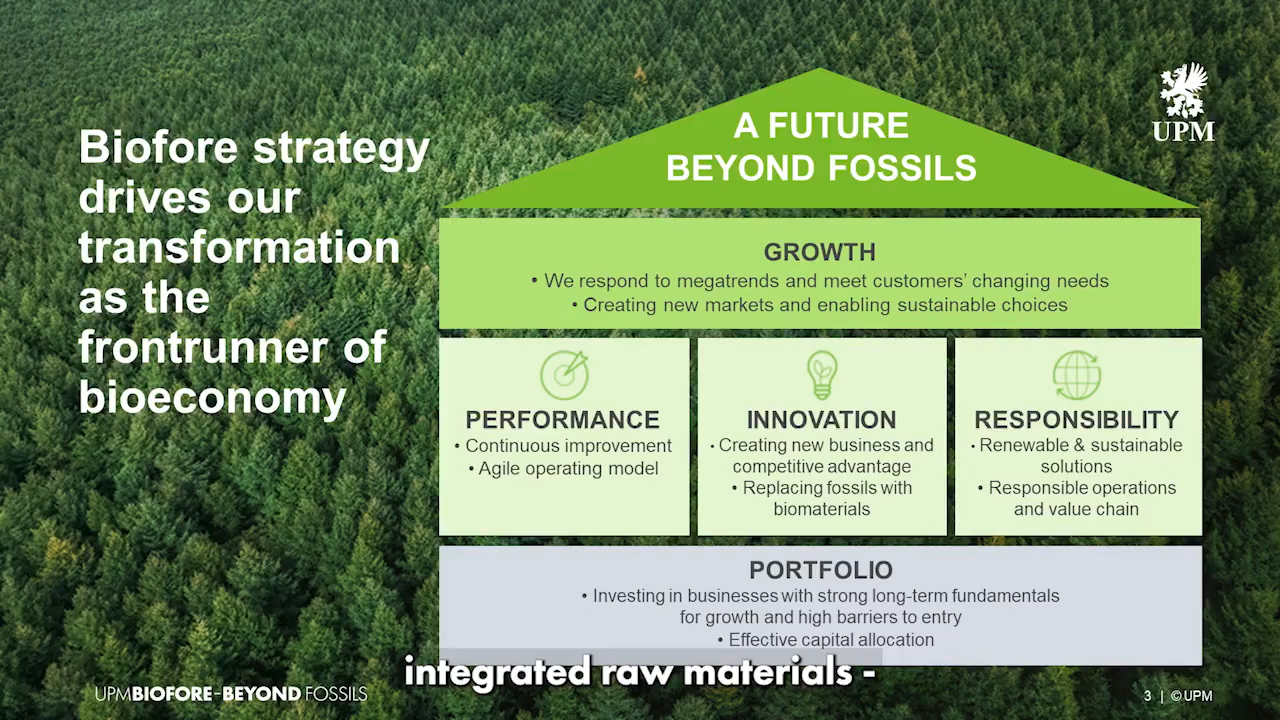 Biofore strategy
drives our
transformation
as the
frontrunner of
bioeconomy
A FUTURE
BEYOND FOSSILS
UPM
GROWTH
• We respond to megatrends and meet customers’ changing needs
• Creating new markets and enabling sustainable choices
PERFORMANCE
• Continuous improvement
• Agile operating model
INNOVATION
• Creating new business and
competitive advantage
• Replacing fossils with
biomaterials
RESPONSIBILITY
• Renewable & sustainable
solutions
• Responsible operations
and value chain
PORTFOLIO
• Investing in businesses with strong long-term fundamentals
for growth and high barriers to entry
• Effective capital allocation
integrated raw materials -
UPMBIOFORE–BEYOND FOSSILS
3 | © UPM